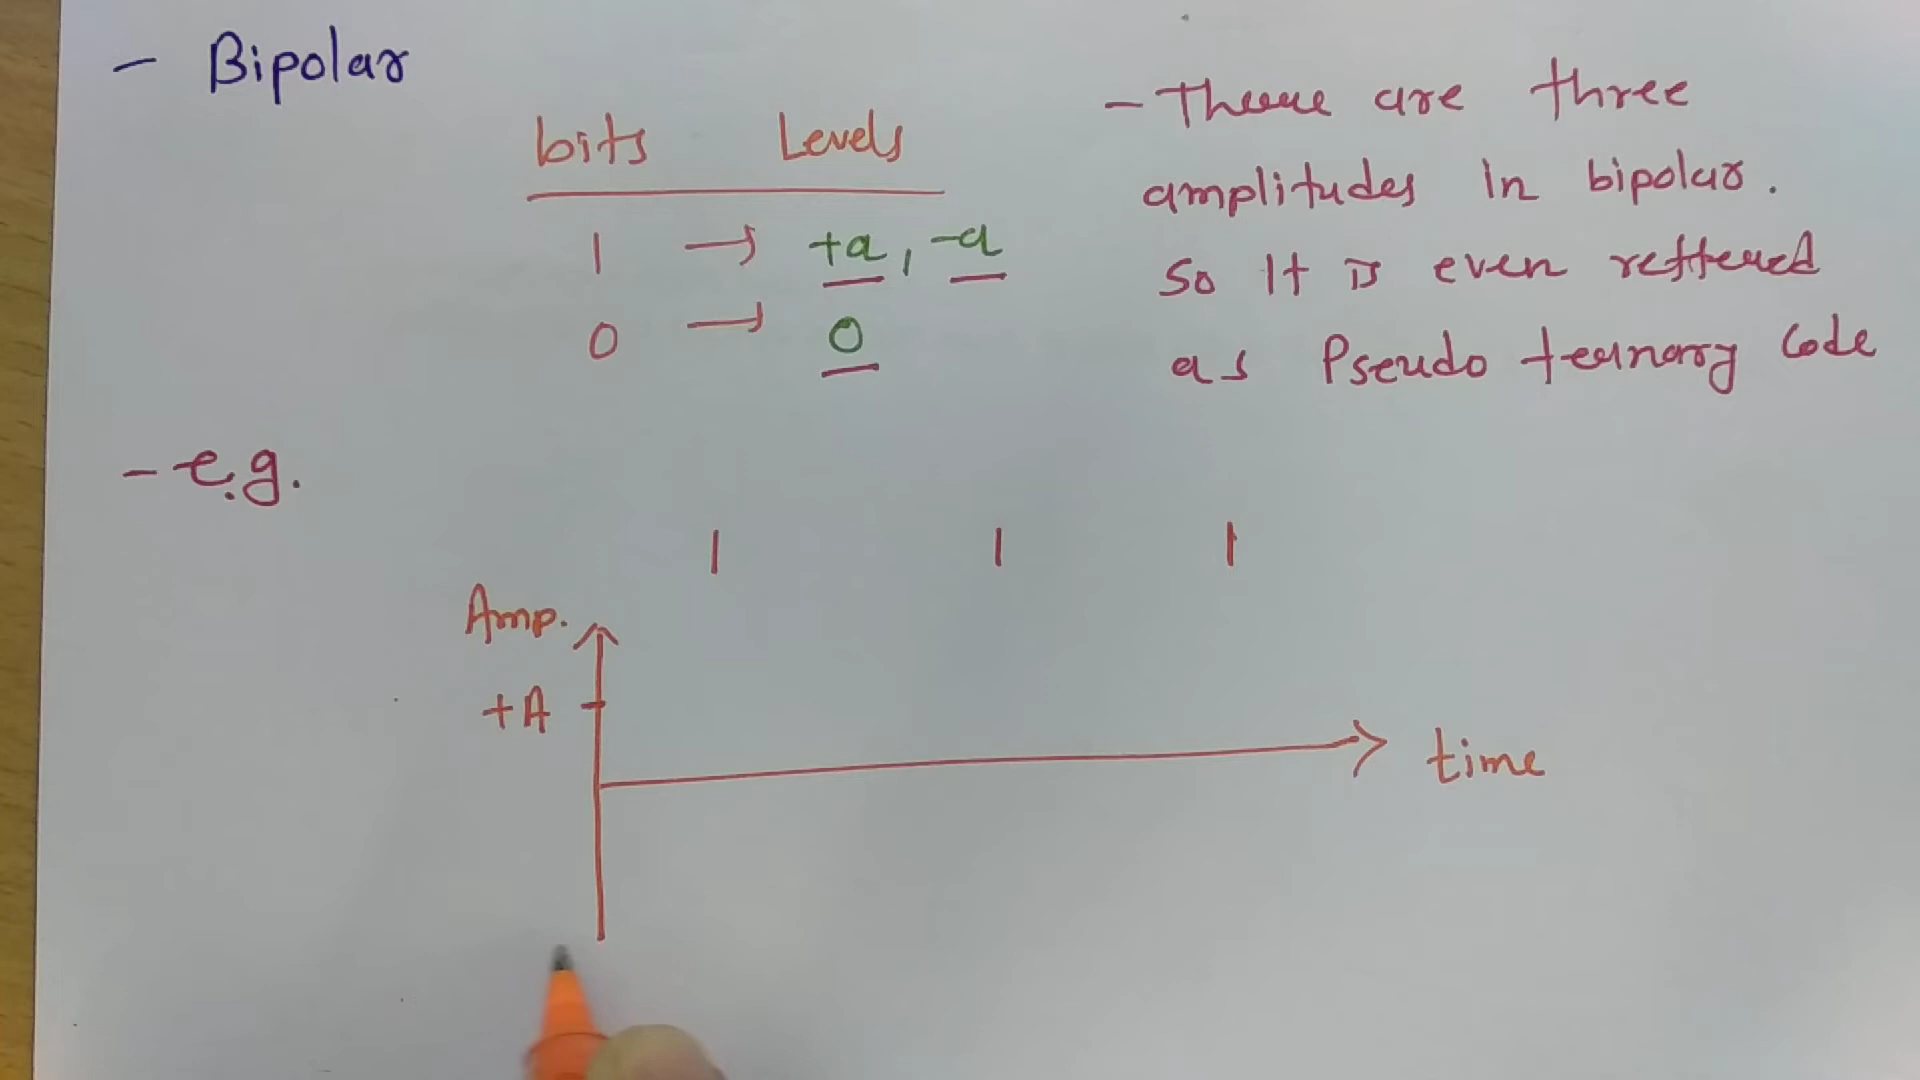 - Bipolar
bits Levels
1 → +a, -a
0 → 0
- There are three
amplitudes in bipolar.
So It is even reffered
as Pseudo ternary Code
- e.g.
1 1 1
Amp.
+A
time